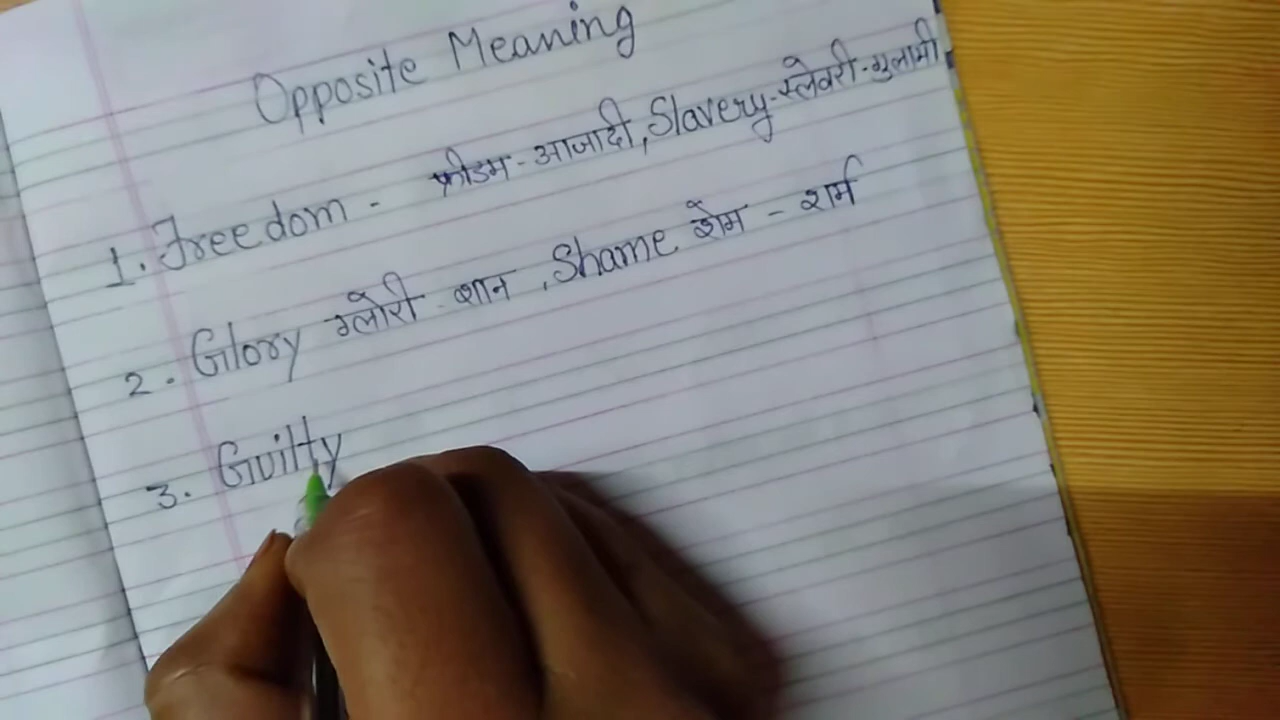 Opposite Meaning
1. Freedom - फ्रीडम - आजादी, Slavery - स्लेवरी - गुलामी
2. Glory ग्लोरी - शान, Shame शेम - शर्म
3. Guilty